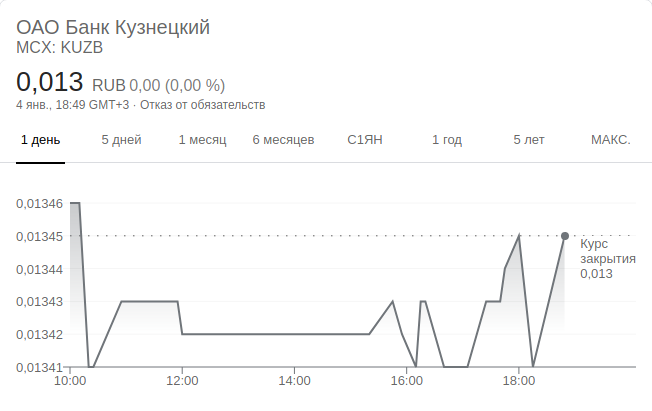 ОАО Банк Кузнецкий
MCX: KUZB
0,013 RUB 0,00 (0,00 %)
4 янв., 18:49 GMT+3 · Отказ от обязательств
1 день 5 дней 1 месяц 6 месяцев С1ЯН 1 год 5 лет МАКС.
0,01346
0,01345
Курс
закрытия
0,013
0,01344
0,01343
0,01342
0,01341
10:00 12:00 14:00 16:00 18:00